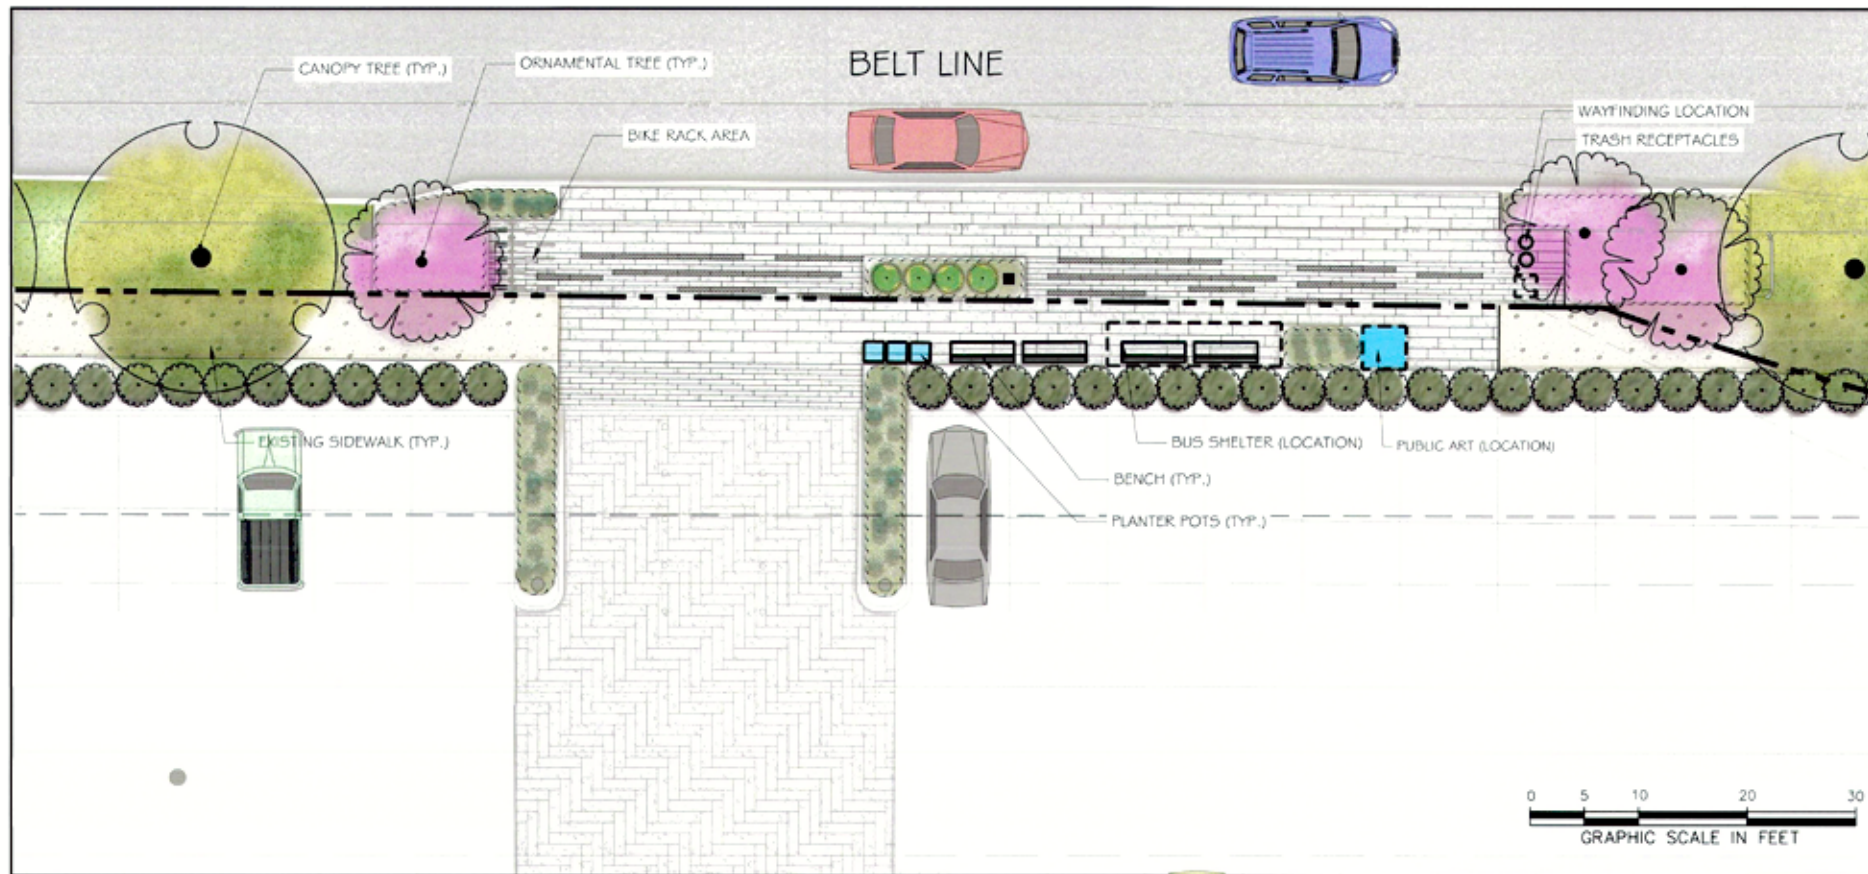 BELT LINE
CANOPY TREE (TYP.)
ORNAMENTAL TREE (TYP.)
BIKE RACK AREA
WAYFINDING LOCATION
TRASH RECEPTACLES
EXISTING SIDEWALK (TYP.)
BUS SHELTER (LOCATION)
PUBLIC ART (LOCATION)
BENCH (TYP.)
PLANTER POTS (TYP.)
0 5 10 20 30
GRAPHIC SCALE IN FEET